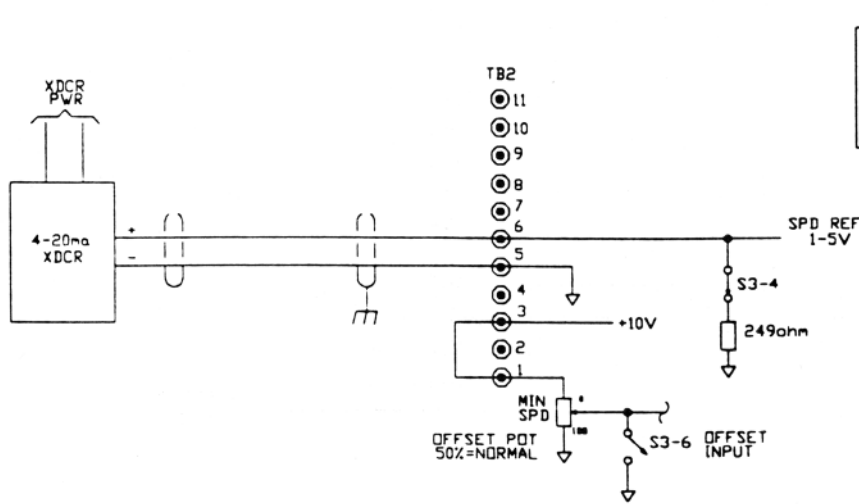 XDCR
PWR
4-20ma
XDCR
+
-
TB2
11
10
9
8
7
6
5
4
3
2
1
SPD REF
1-5V
S3-4
249ohm
+10V
MIN
SPD
0
100
OFFSET POT
50%=NORMAL
S3-6
OFFSET
INPUT